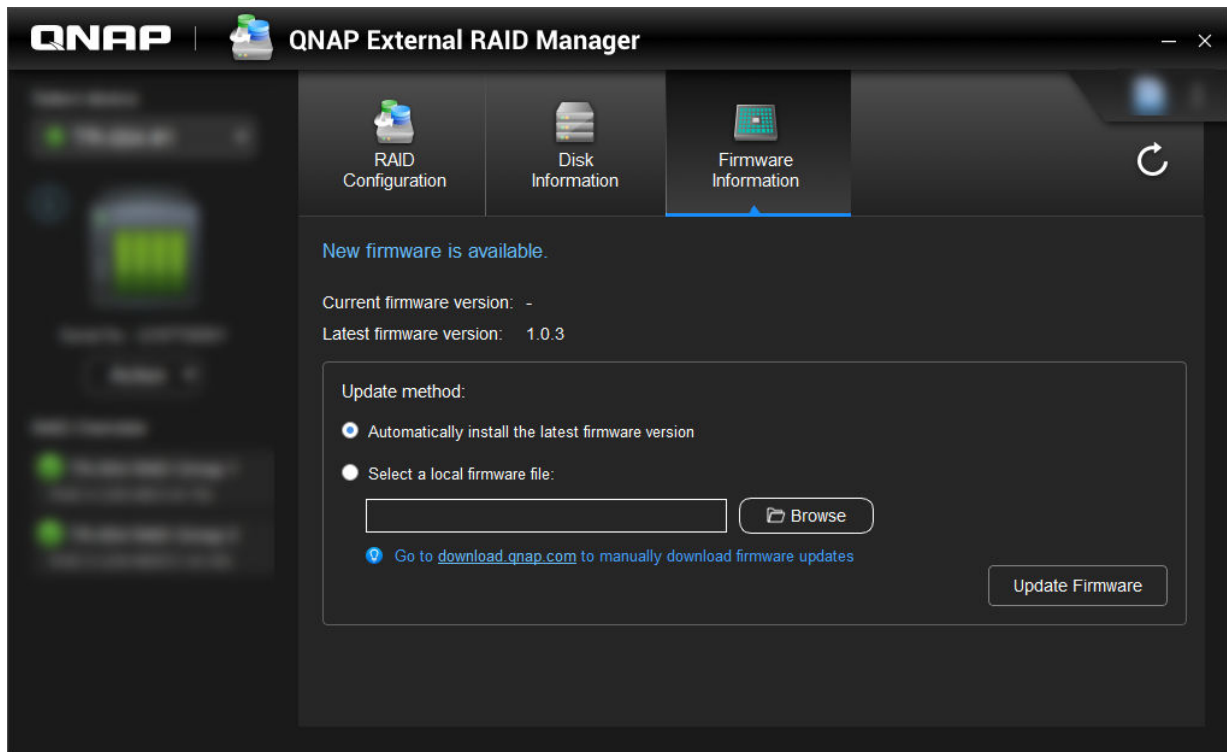 QNAP
QNAP External RAID Manager
RAID
Configuration
Disk
Information
Firmware
Information
New firmware is available.
Current firmware version: -
Latest firmware version: 1.0.3
Update method:
Automatically install the latest firmware version
Select a local firmware file:
Browse
Go to download.qnap.com to manually download firmware updates
Update Firmware